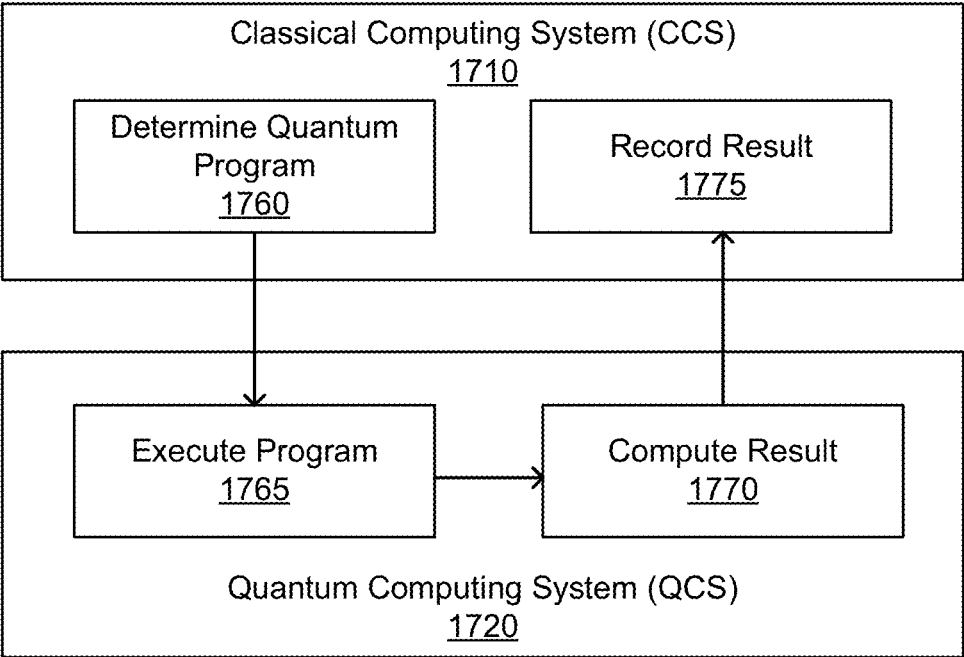 Classical Computing System (CCS)
1710
Determine Quantum
Program
1760
Record Result
1775
Execute Program
1765
Compute Result
1770
Quantum Computing System (QCS)
1720